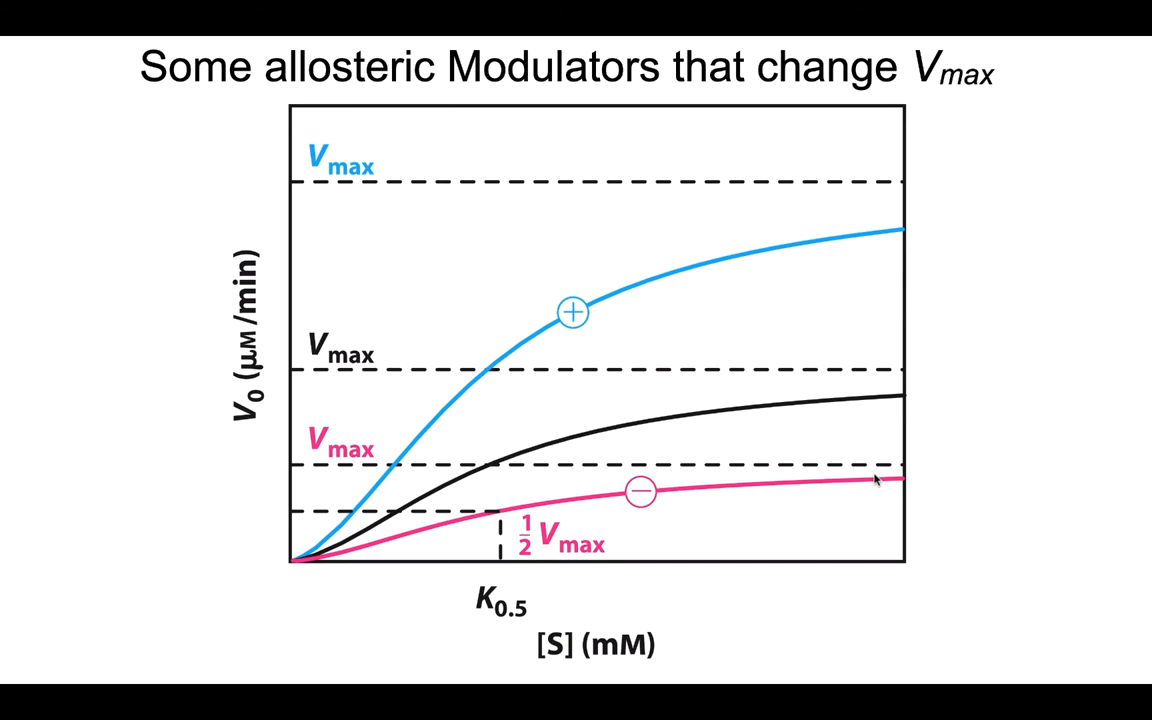 Some allosteric Modulators that change Vmax
Vmax
Vmax
Vmax
½ Vmax
V0 (μM/min)
K0.5
[S] (mM)
+
−